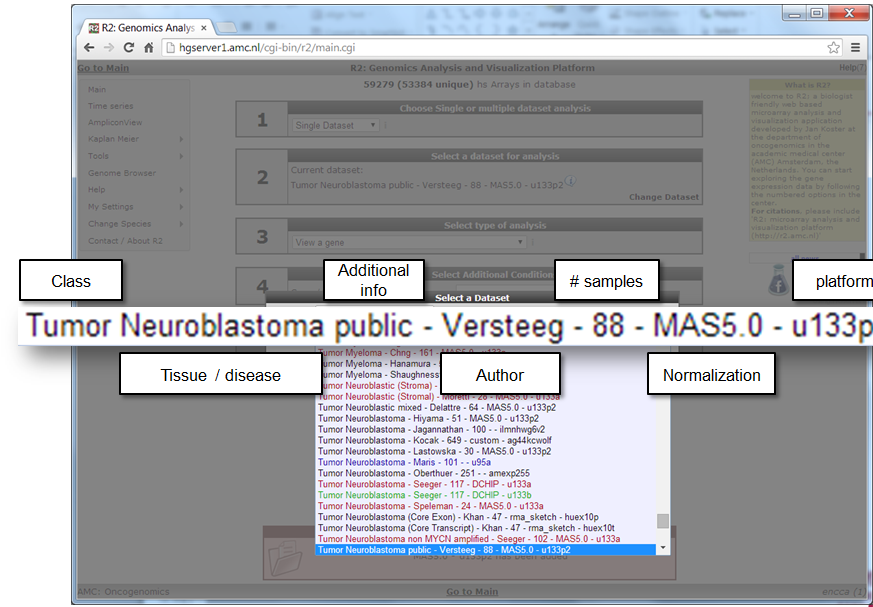 R2: Genomics Analys
hgserver1.amc.nl/cgi-bin/r2/main.cgi
Go to Main
R2: Genomics Analysis and Visualization Platform
Help(?)
59279 (53384 unique) hs Arrays in database
Main
Time series
AmpliconView
Kaplan Meier
Tools
Genome Browser
Help
My Settings
Change Species
Contact / About R2
1
Choose Single or multiple dataset analysis
Single Dataset
2
Select a dataset for analysis
Current dataset:
Tumor Neuroblastoma public - Versteeg - 88 - MAS5.0 - u133p2
Change Dataset
3
Select type of analysis
View a gene
4
Select Additional Condition
What is R2?
welcome to R2: a biologist
friendly web based
microarray analysis and
visualization application
developed by Jan Koster at
the department of
oncogenomics in the
academic medical center
(AMC) Amsterdam, the
Netherlands. You can start
exploring the gene
expression data by following
the numbered options in the
center.
For citations, please include
'R2: microarray analysis and
visualization platform
(http://r2.amc.nl)'
Class
Additional
info
# samples
platform
Select a Dataset
Tumor Neuroblastoma public - Versteeg - 88 - MAS5.0 - u133p
Tissue / disease
Author
Normalization
Tumor Myeloma - Ching - 161 - MAS5.0 - u133p
Tumor Myeloma - Hanamura -
Tumor Myeloma - Shaughness
Tumor Neuroblastic (Stroma) -
Tumor Neuroblastic (Stromal) - Moretti - 28 - MAS5.0 - u133a
Tumor Neuroblastic mixed - Delattre - 64 - MAS5.0 - u133p2
Tumor Neuroblastoma - Hiyama - 51 - MAS5.0 - u133p2
Tumor Neuroblastoma - Jagannathan - 100 - - ilmnhwg6v2
Tumor Neuroblastoma - Kocak - 649 - custom - ag44kcwolf
Tumor Neuroblastoma - Lastowska - 30 - MAS5.0 - u133p2
Tumor Neuroblastoma - Maris - 101 - - u95a
Tumor Neuroblastoma - Oberthuer - 251 - - amexp255
Tumor Neuroblastoma - Seeger - 117 - DCHIP - u133a
Tumor Neuroblastoma - Seeger - 117 - DCHIP - u133b
Tumor Neuroblastoma - Speleman - 24 - MAS5.0 - u133a
Tumor Neuroblastoma (Core Exon) - Khan - 47 - rma_sketch - huex10p
Tumor Neuroblastoma (Core Transcript) - Khan - 47 - rma_sketch - huex10t
Tumor Neuroblastoma non MYCN amplified - Seeger - 102 - MAS5.0 - u133a
Tumor Neuroblastoma public - Versteeg - 88 - MAS5.0 - u133p2
MAS5.0 - u133p2 has been added
AMC: Oncogenomics
Go to Main
encca (1)